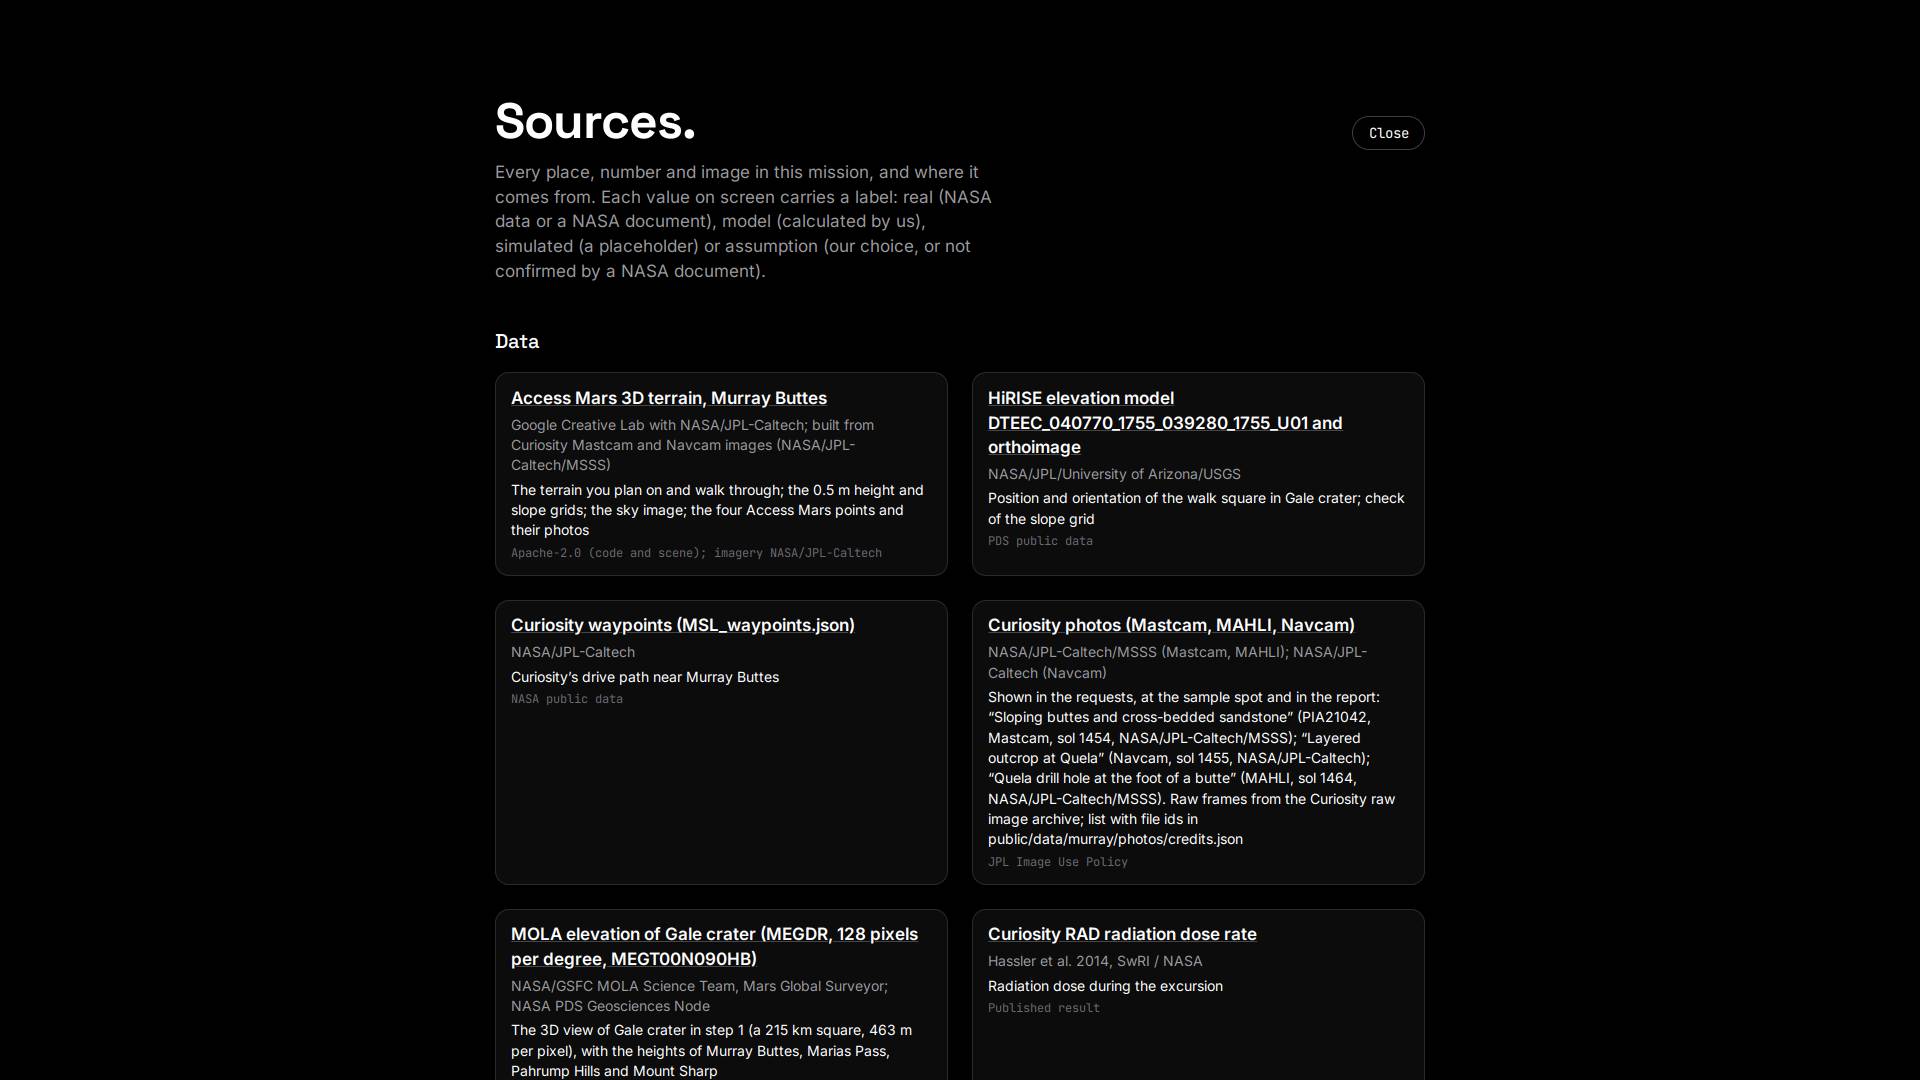 Sources.
Close
Every place, number and image in this mission, and where it
comes from. Each value on screen carries a label: real (NASA
data or a NASA document), model (calculated by us),
simulated (a placeholder) or assumption (our choice, or not
confirmed by a NASA document).
Data
Access Mars 3D terrain, Murray Buttes
Google Creative Lab with NASA/JPL-Caltech; built from
Curiosity Mastcam and Navcam images (NASA/JPL-
Caltech/MSSS)
The terrain you plan on and walk through; the 0.5 m height and
slope grids; the sky image; the four Access Mars points and
their photos
Apache-2.0 (code and scene); imagery NASA/JPL-Caltech
HiRISE elevation model
DTEEC_040770_1755_039280_1755_U01 and
orthoimage
NASA/JPL/University of Arizona/USGS
Position and orientation of the walk square in Gale crater; check
of the slope grid
PDS public data
Curiosity waypoints (MSL_waypoints.json)
NASA/JPL-Caltech
Curiosity’s drive path near Murray Buttes
NASA public data
Curiosity photos (Mastcam, MAHLI, Navcam)
NASA/JPL-Caltech/MSSS (Mastcam, MAHLI); NASA/JPL-
Caltech (Navcam)
Shown in the requests, at the sample spot and in the report:
“Sloping buttes and cross-bedded sandstone” (PIA21042,
Mastcam, sol 1454, NASA/JPL-Caltech/MSSS); “Layered
outcrop at Quela” (Navcam, sol 1455, NASA/JPL-Caltech);
“Quela drill hole at the foot of a butte” (MAHLI, sol 1464,
NASA/JPL-Caltech/MSSS). Raw frames from the Curiosity raw
image archive; list with file ids in
public/data/murray/photos/credits.json
JPL Image Use Policy
MOLA elevation of Gale crater (MEGDR, 128 pixels
per degree, MEGT00N090HB)
NASA/GSFC MOLA Science Team, Mars Global Surveyor;
NASA PDS Geosciences Node
The 3D view of Gale crater in step 1 (a 215 km square, 463 m
per pixel), with the heights of Murray Buttes, Marias Pass,
Pahrump Hills and Mount Sharp
Curiosity RAD radiation dose rate
Hassler et al. 2014, SwRI / NASA
Radiation dose during the excursion
Published result